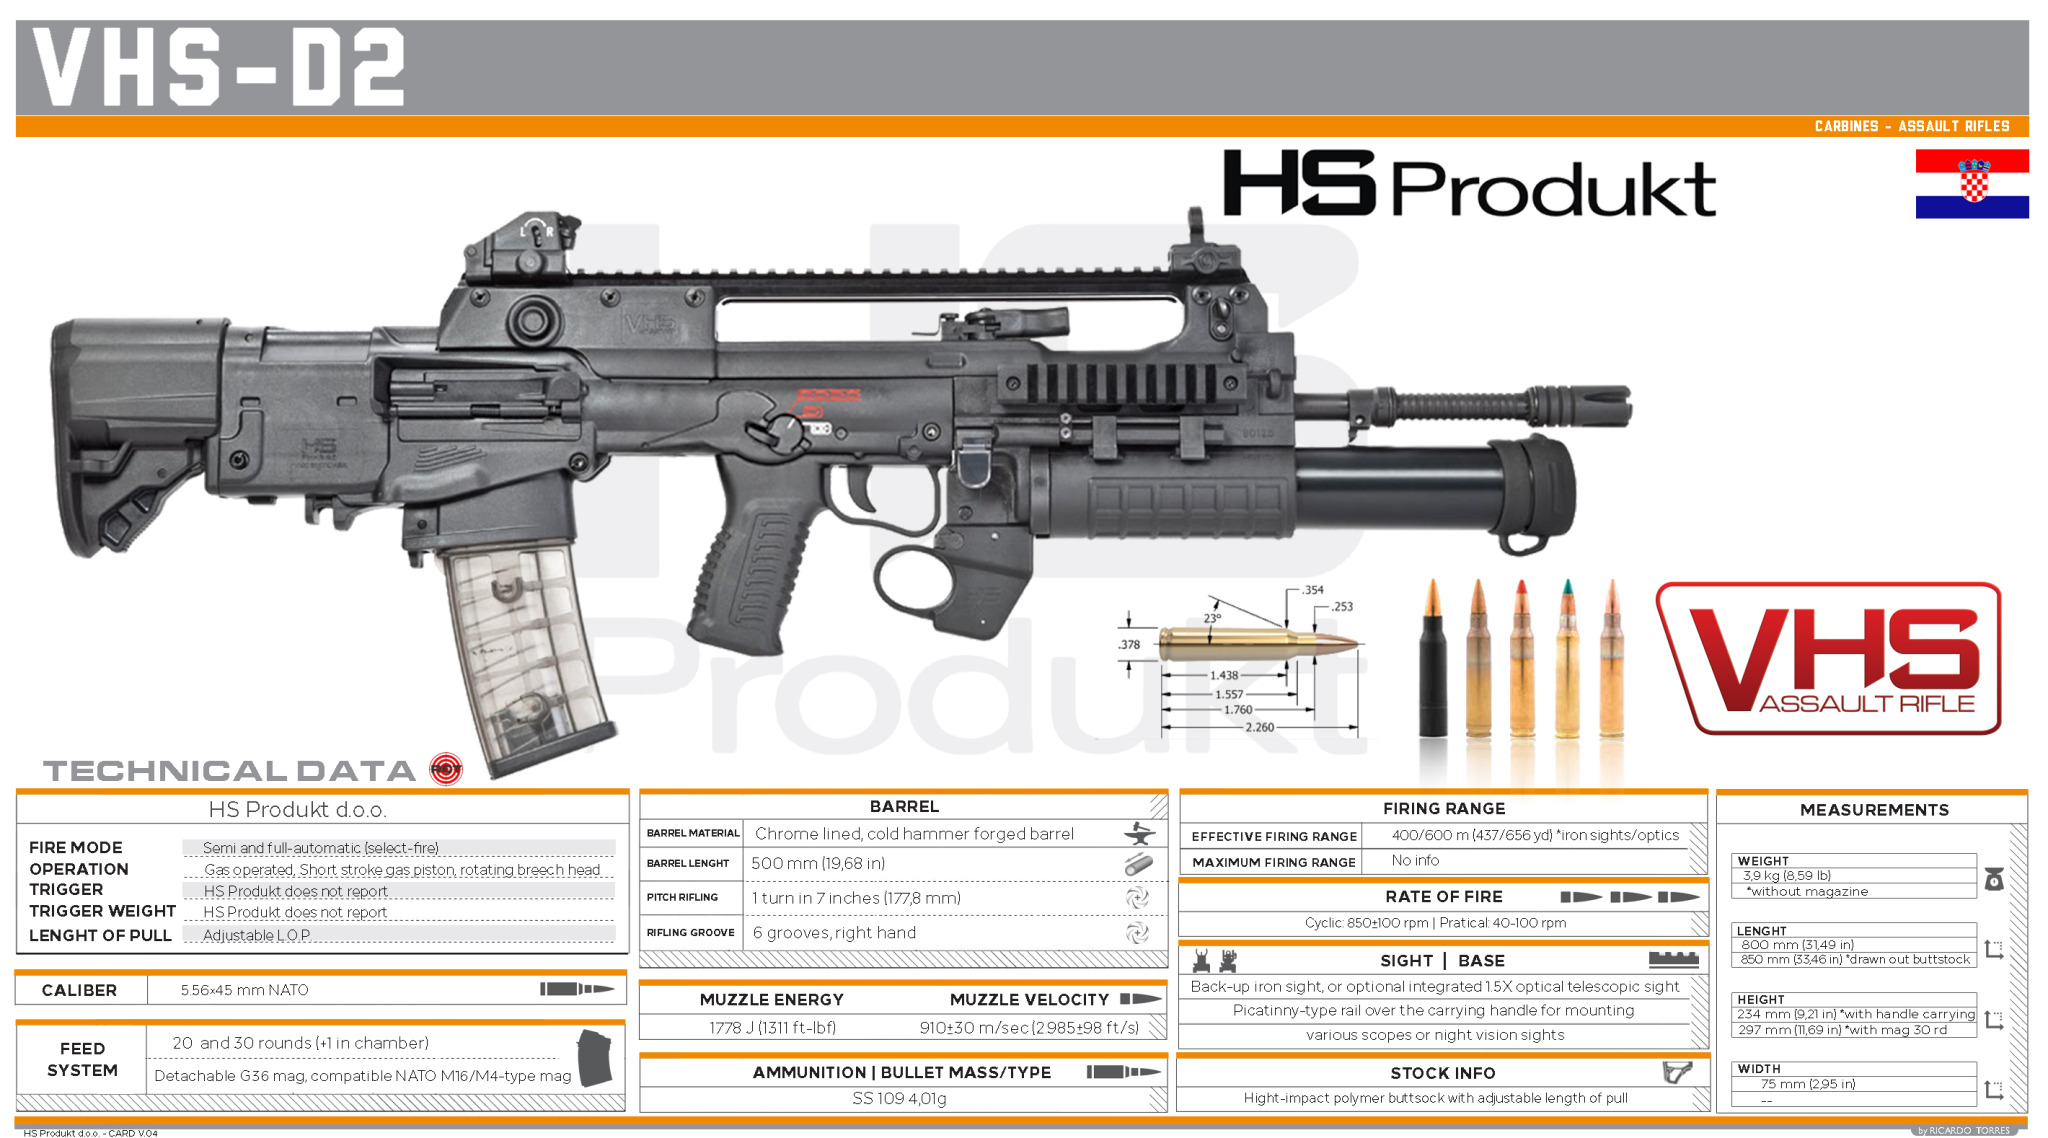 VHS-D2
CARBINES - ASSAULT RIFLES
HS Produkt
L R
VHS
HS
Produkt
HS
Produkt
.354
.253
23°
.378
1.438
1.557
1.760
2.260
VHS
ASSAULT RIFLE
TECHNICAL DATA
HS Produkt d.o.o.
FIRE MODE Semi and full-automatic (select-fire)
OPERATION Gas operated, Short stroke gas piston, rotating breech head
TRIGGER HS Produkt does not report
TRIGGER WEIGHT HS Produkt does not report
LENGHT OF PULL Adjustable L.O.P.
CALIBER 5.56x45 mm NATO
FEED SYSTEM
20 and 30 rounds (+1 in chamber)
Detachable G36 mag, compatible NATO M16/M4-type mag
BARREL
BARREL MATERIAL Chrome lined, cold hammer forged barrel
BARREL LENGHT 500 mm (19,68 in)
PITCH RIFLING 1 turn in 7 inches (177,8 mm)
RIFLING GROOVE 6 grooves, right hand
MUZZLE ENERGY MUZZLE VELOCITY
1778 J (1311 ft-lbf) 910±30 m/sec (2985±98 ft/s)
AMMUNITION | BULLET MASS/TYPE
SS 109 4,01g
FIRING RANGE
EFFECTIVE FIRING RANGE 400/600 m (437/656 yd) *iron sights/optics
MAXIMUM FIRING RANGE No info
RATE OF FIRE
Cyclic: 850±100 rpm | Pratical: 40-100 rpm
SIGHT | BASE
Back-up iron sight, or optional integrated 1.5X optical telescopic sight
Picatinny-type rail over the carrying handle for mounting
various scopes or night vision sights
STOCK INFO
Hight-impact polymer buttsock with adjustable length of pull
MEASUREMENTS
WEIGHT
3,9 kg (8,59 lb)
*without magazine
LENGHT
800 mm (31,49 in)
850 mm (33,46 in) *drawn out buttstock
HEIGHT
234 mm (9,21 in) *with handle carrying
297 mm (11,69 in) *with mag 30 rd
WIDTH
75 mm (2,95 in)
--
HS Produkt d.o.o. - CARD V.04
by RICARDO TORRES